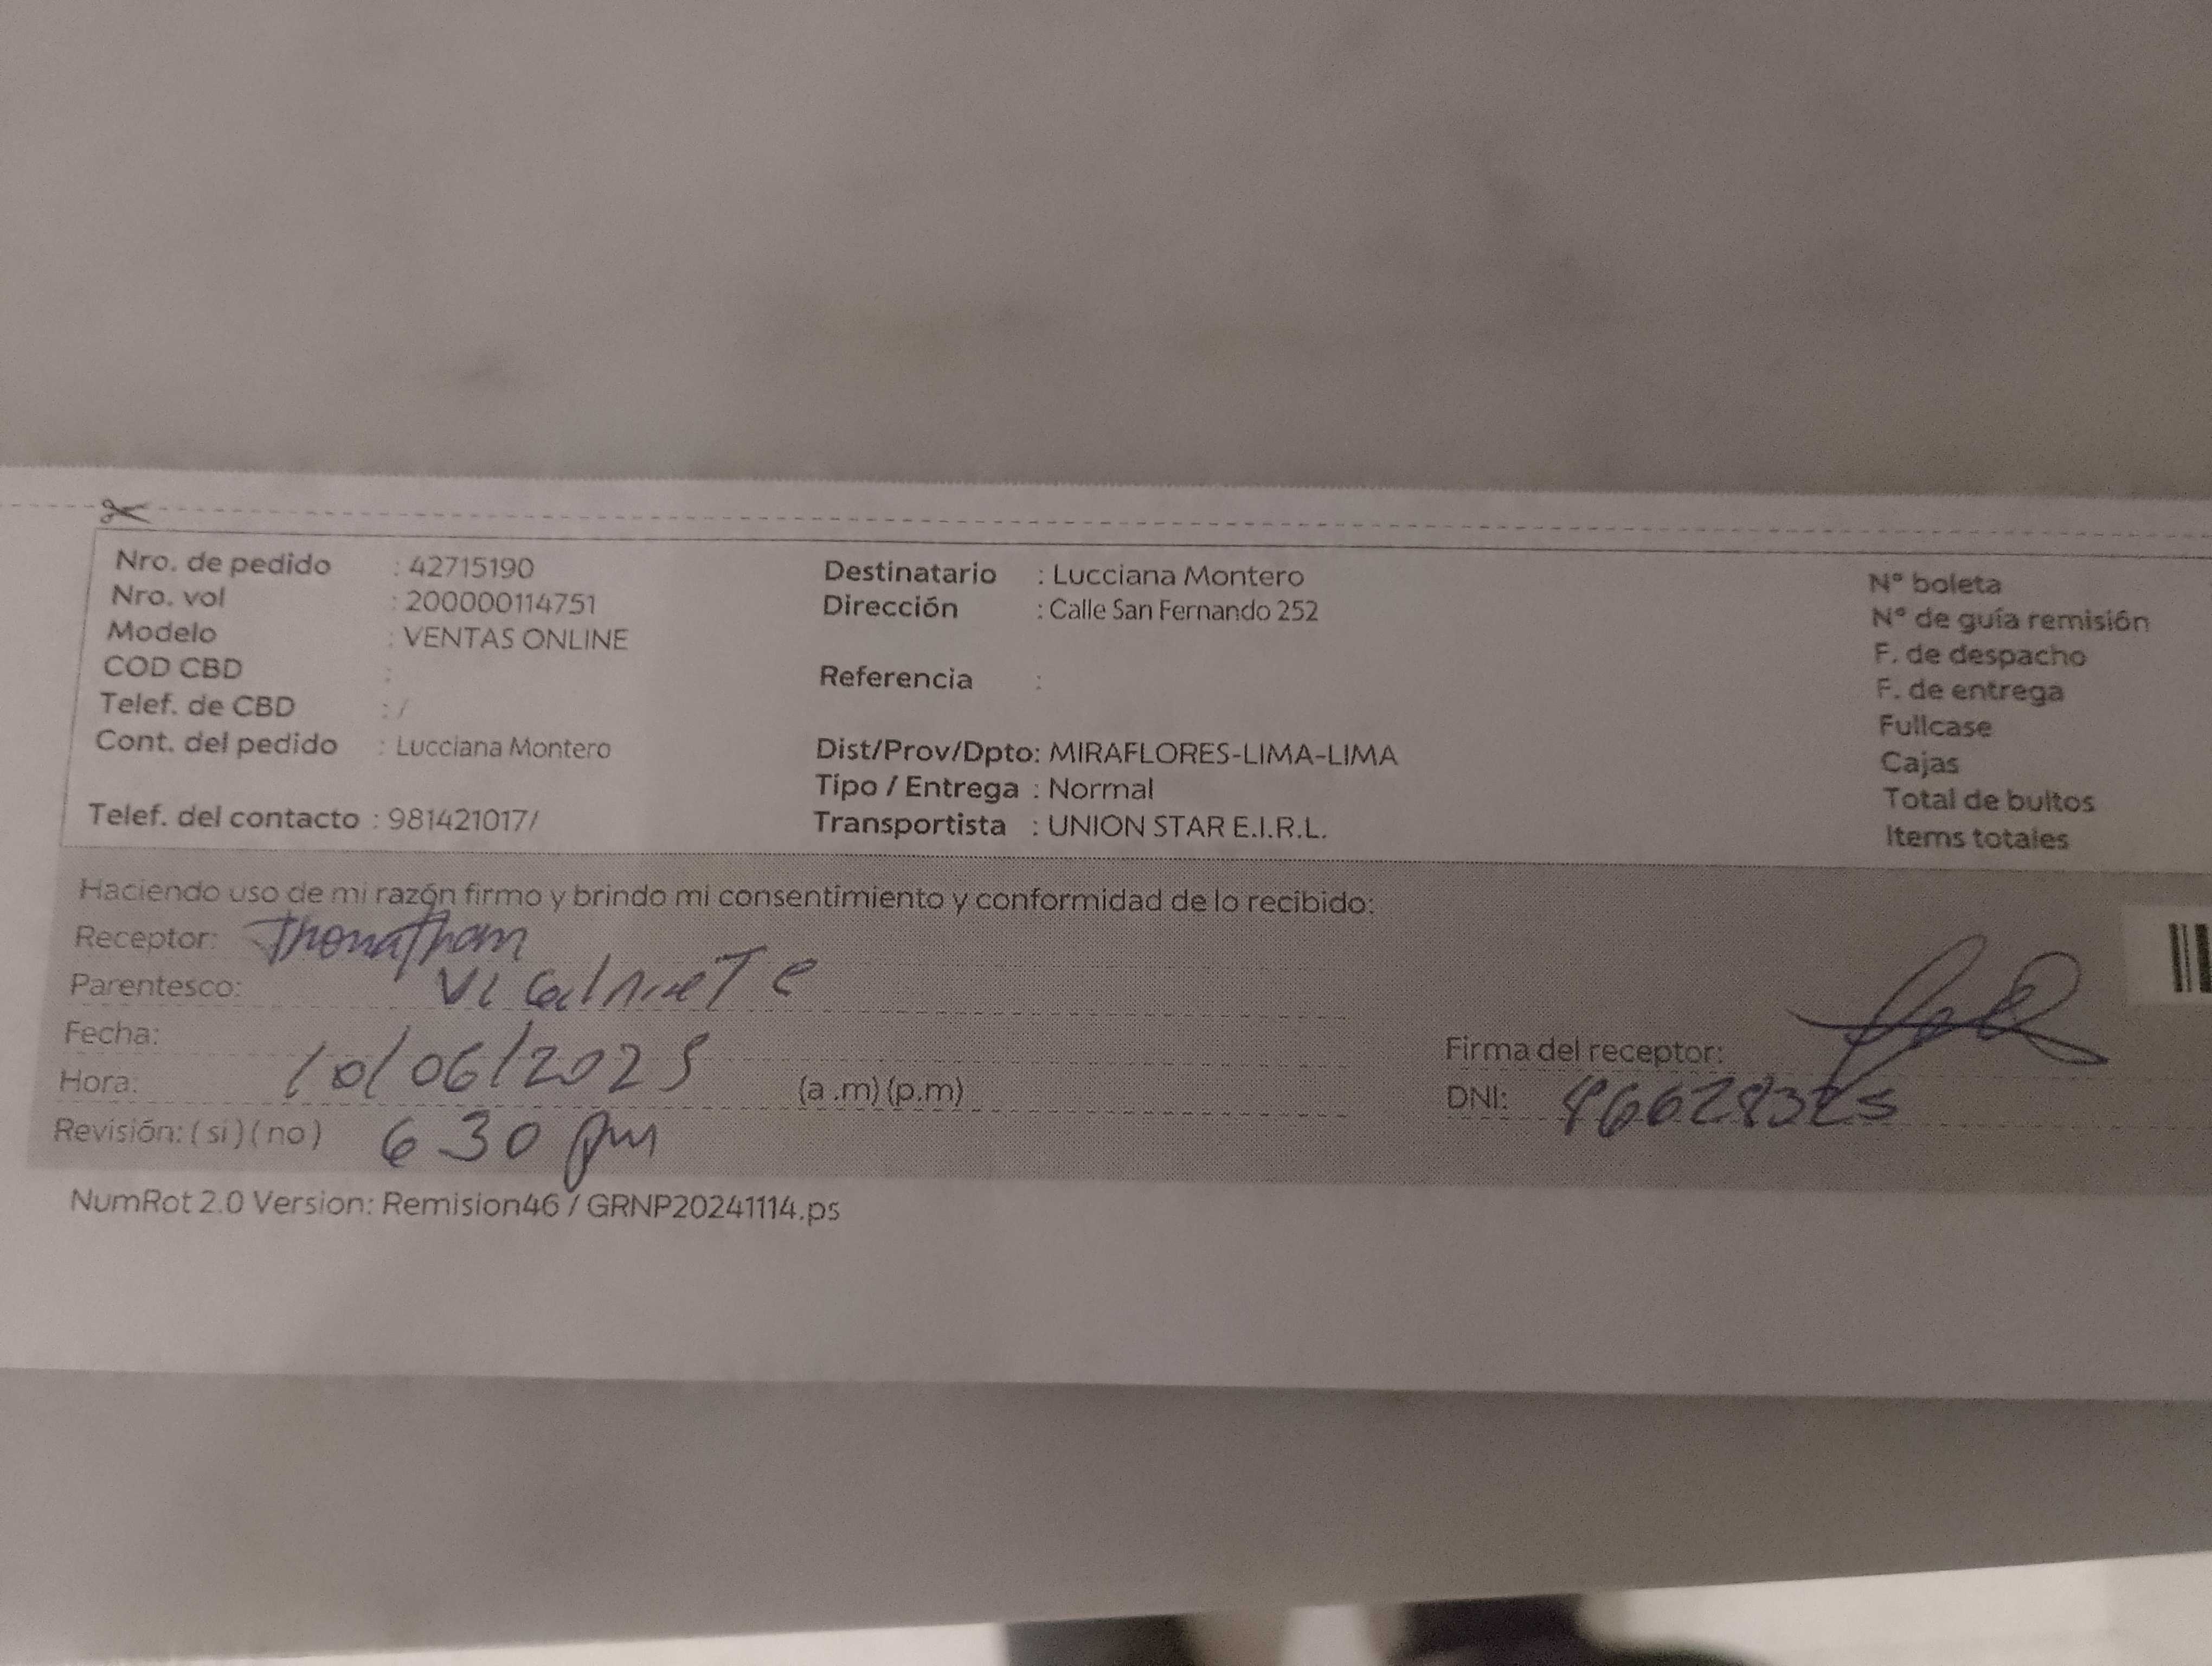 Nro. de pedido : 42715190
Nro. vol : 200000114751
Modelo : VENTAS ONLINE
COD CBD :
Telef. de CBD : /
Cont. del pedido : Lucciana Montero
Telef. del contacto : 981421017/
Destinatario : Lucciana Montero
Dirección : Calle San Fernando 252
Referencia :
Dist/Prov/Dpto: MIRAFLORES-LIMA-LIMA
Tipo / Entrega : Normal
Transportista : UNION STAR E.I.R.L.
N° boleta
N° de guía remisión
F. de despacho
F. de entrega
Fullcase
Cajas
Total de bultos
Items totales
Haciendo uso de mi razón firmo y brindo mi consentimiento y conformidad de lo recibido:
Receptor: Jhonatham
Parentesco:
Fecha: 10/06/2025
Hora: (a .m) (p.m)
Revisión: ( si ) ( no ) 6 30 pm
Firma del receptor:
DNI:
NumRot 2.0 Version: Remision46 / GRNP20241114.ps